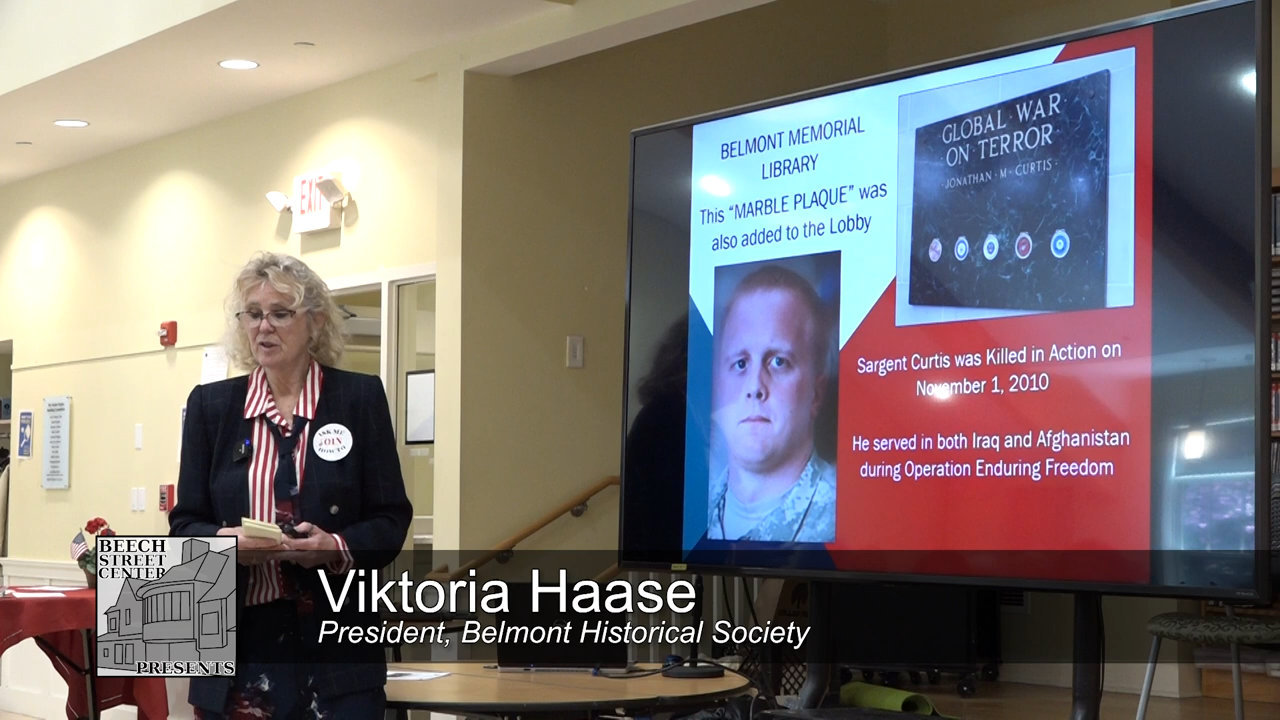 EXIT
BELMONT MEMORIAL
LIBRARY
This "MARBLE PLAQUE" was
also added to the Lobby
GLOBAL WAR
ON TERROR
· JONATHAN · M · CURTIS ·
Sargent Curtis was Killed in Action on
November 1, 2010
He served in both Iraq and Afghanistan
during Operation Enduring Freedom
ASK ME
HOW TO
JOIN
BEECH
STREET
CENTER
PRESENTS
Viktoria Haase
President, Belmont Historical Society